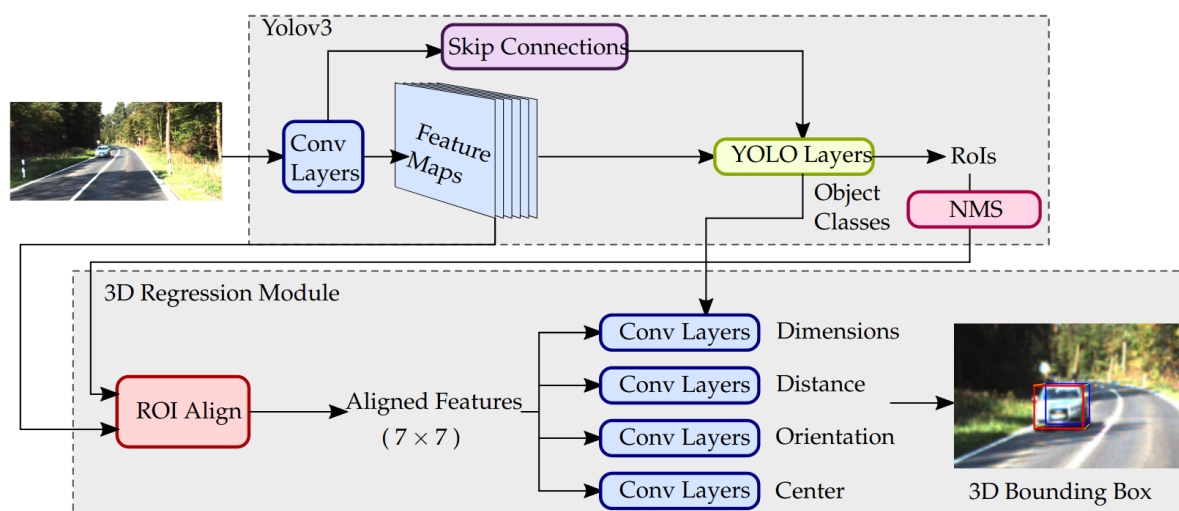 Yolov3
Skip Connections
Conv
Layers
Feature
Maps
YOLO Layers
RoIs
Object
Classes
NMS
3D Regression Module
Conv Layers
Dimensions
Conv Layers
Distance
ROI Align
Aligned Features
(7 × 7)
Conv Layers
Orientation
Conv Layers
Center
3D Bounding Box